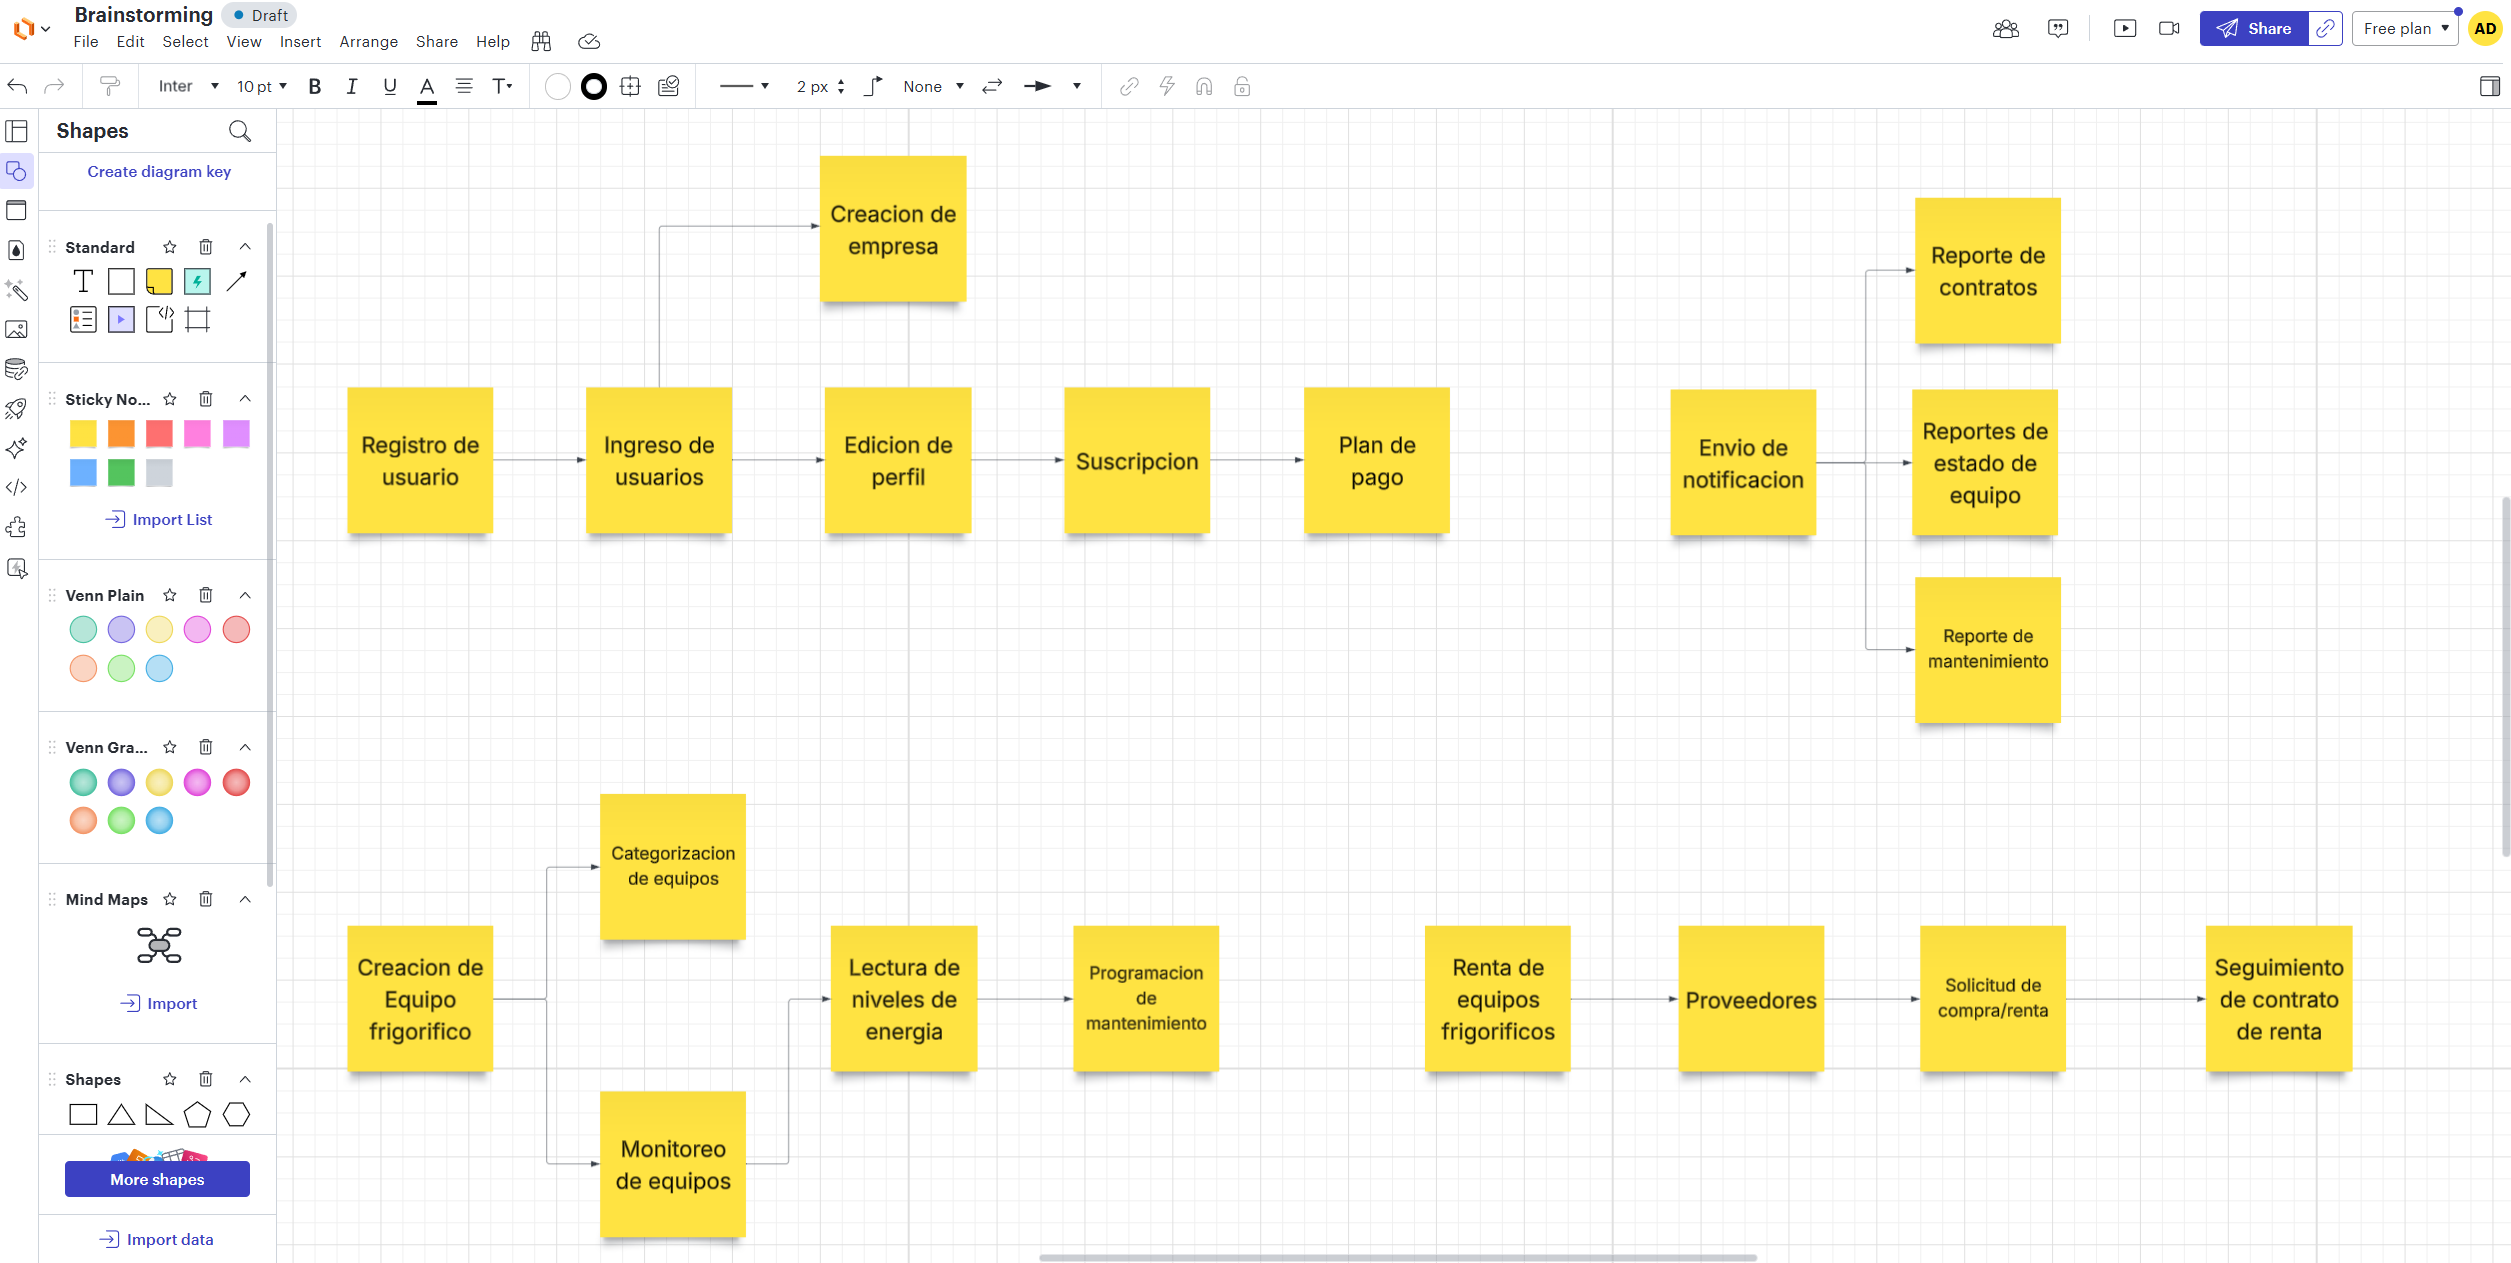 Brainstorming
Draft
File Edit Select View Insert Arrange Share Help
Share
Free plan
AD
Inter
10 pt
B I U A T
2 px
None
Shapes
Create diagram key
Standard
T
Sticky No...
Import List
Venn Plain
Venn Gra...
Mind Maps
Import
Shapes
More shapes
Import data
Creacion de
empresa
Registro de
usuario
Ingreso de
usuarios
Edicion de
perfil
Suscripcion
Plan de
pago
Envio de
notificacion
Reporte de
contratos
Reportes de
estado de
equipo
Reporte de
mantenimiento
Categorizacion
de equipos
Creacion de
Equipo
frigorifico
Monitoreo
de equipos
Lectura de
niveles de
energia
Programacion
de
mantenimiento
Renta de
equipos
frigorificos
Proveedores
Solicitud de
compra/renta
Seguimiento
de contrato
de renta